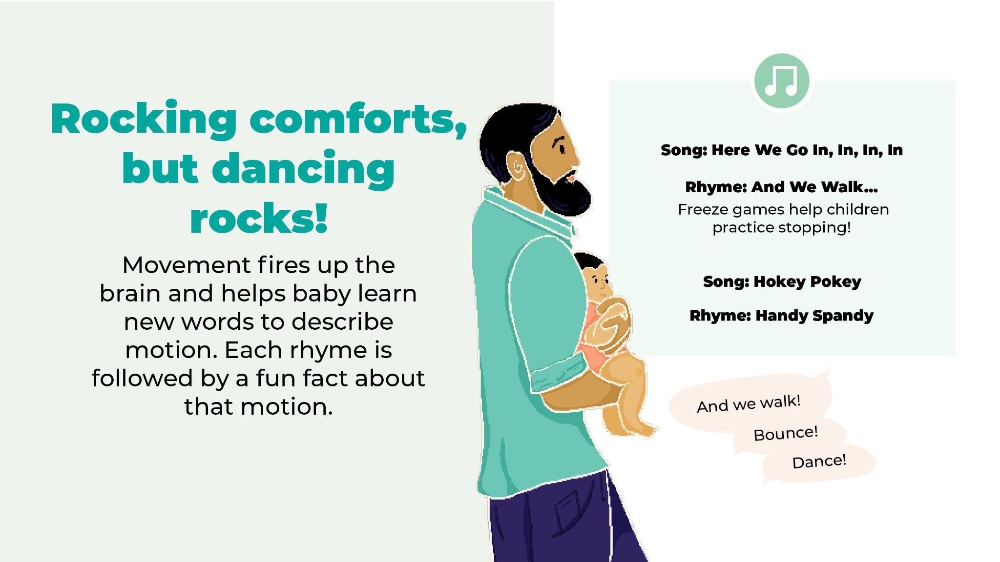 Rocking comforts,
but dancing
rocks!
Movement fires up the
brain and helps baby learn
new words to describe
motion. Each rhyme is
followed by a fun fact about
that motion.
Song: Here We Go In, In, In, In
Rhyme: And We Walk...
Freeze games help children
practice stopping!
Song: Hokey Pokey
Rhyme: Handy Spandy
And we walk!
Bounce!
Dance!